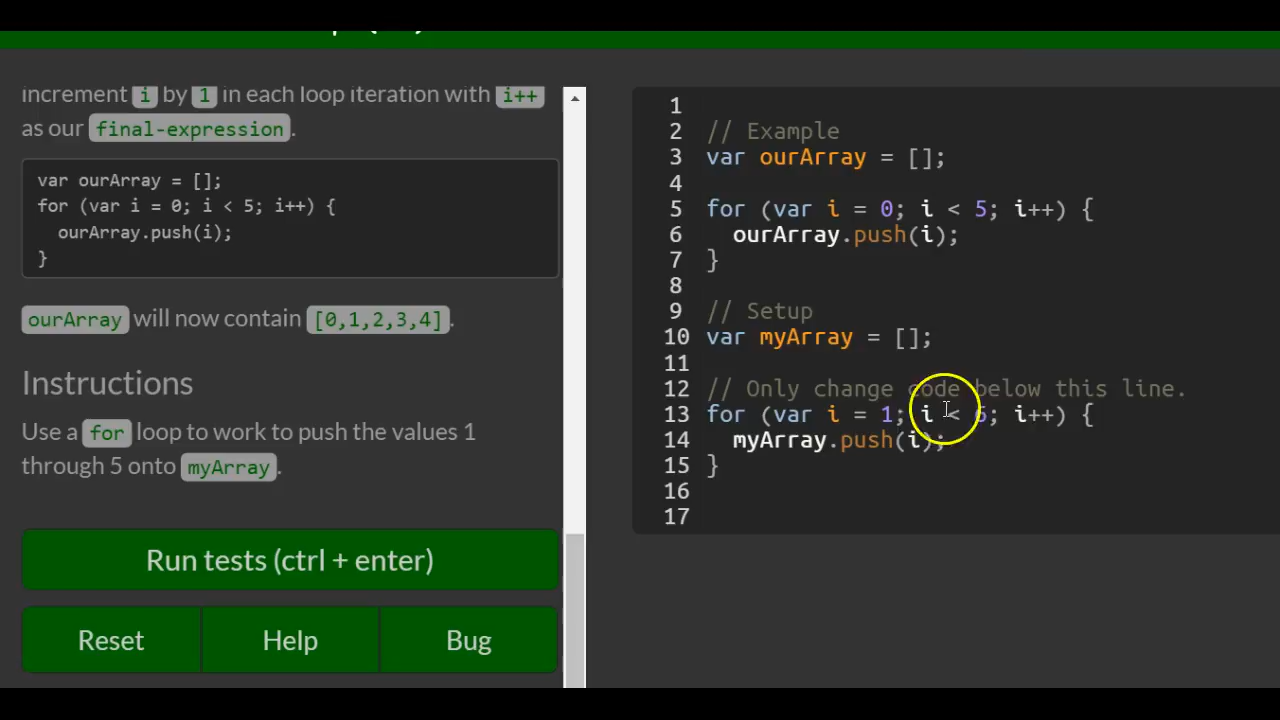 increment i by 1 in each loop iteration with i++
as our final-expression.
var ourArray = [];
for (var i = 0; i < 5; i++) {
  ourArray.push(i);
}
ourArray will now contain [0,1,2,3,4].
Instructions
Use a for loop to work to push the values 1
through 5 onto myArray.
Run tests (ctrl + enter)
Reset Help Bug
1
2 // Example
3 var ourArray = [];
4
5 for (var i = 0; i < 5; i++) {
6   ourArray.push(i);
7 }
8
9 // Setup
10 var myArray = [];
11
12 // Only change code below this line.
13 for (var i = 1; i < 6; i++) {
14   myArray.push(i);
15 }
16
17